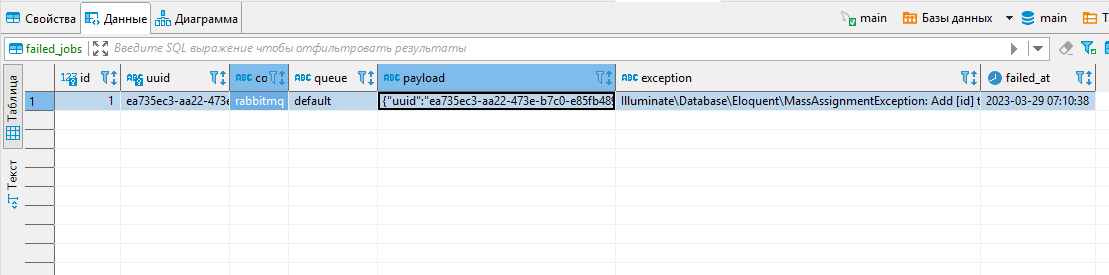 Свойства Данные Диаграмма main Базы данных main Т
failed_jobs Введите SQL выражение чтобы отфильтровать результаты
Таблица
Текст
123 id ABC uuid co ABC queue ABC payload ABC exception failed_at
1 1 ea735ec3-aa22-473e rabbitmq default {"uuid":"ea735ec3-aa22-473e-b7c0-e85fb489 Illuminate\Database\Eloquent\MassAssignmentException: Add [id] t 2023-03-29 07:10:38